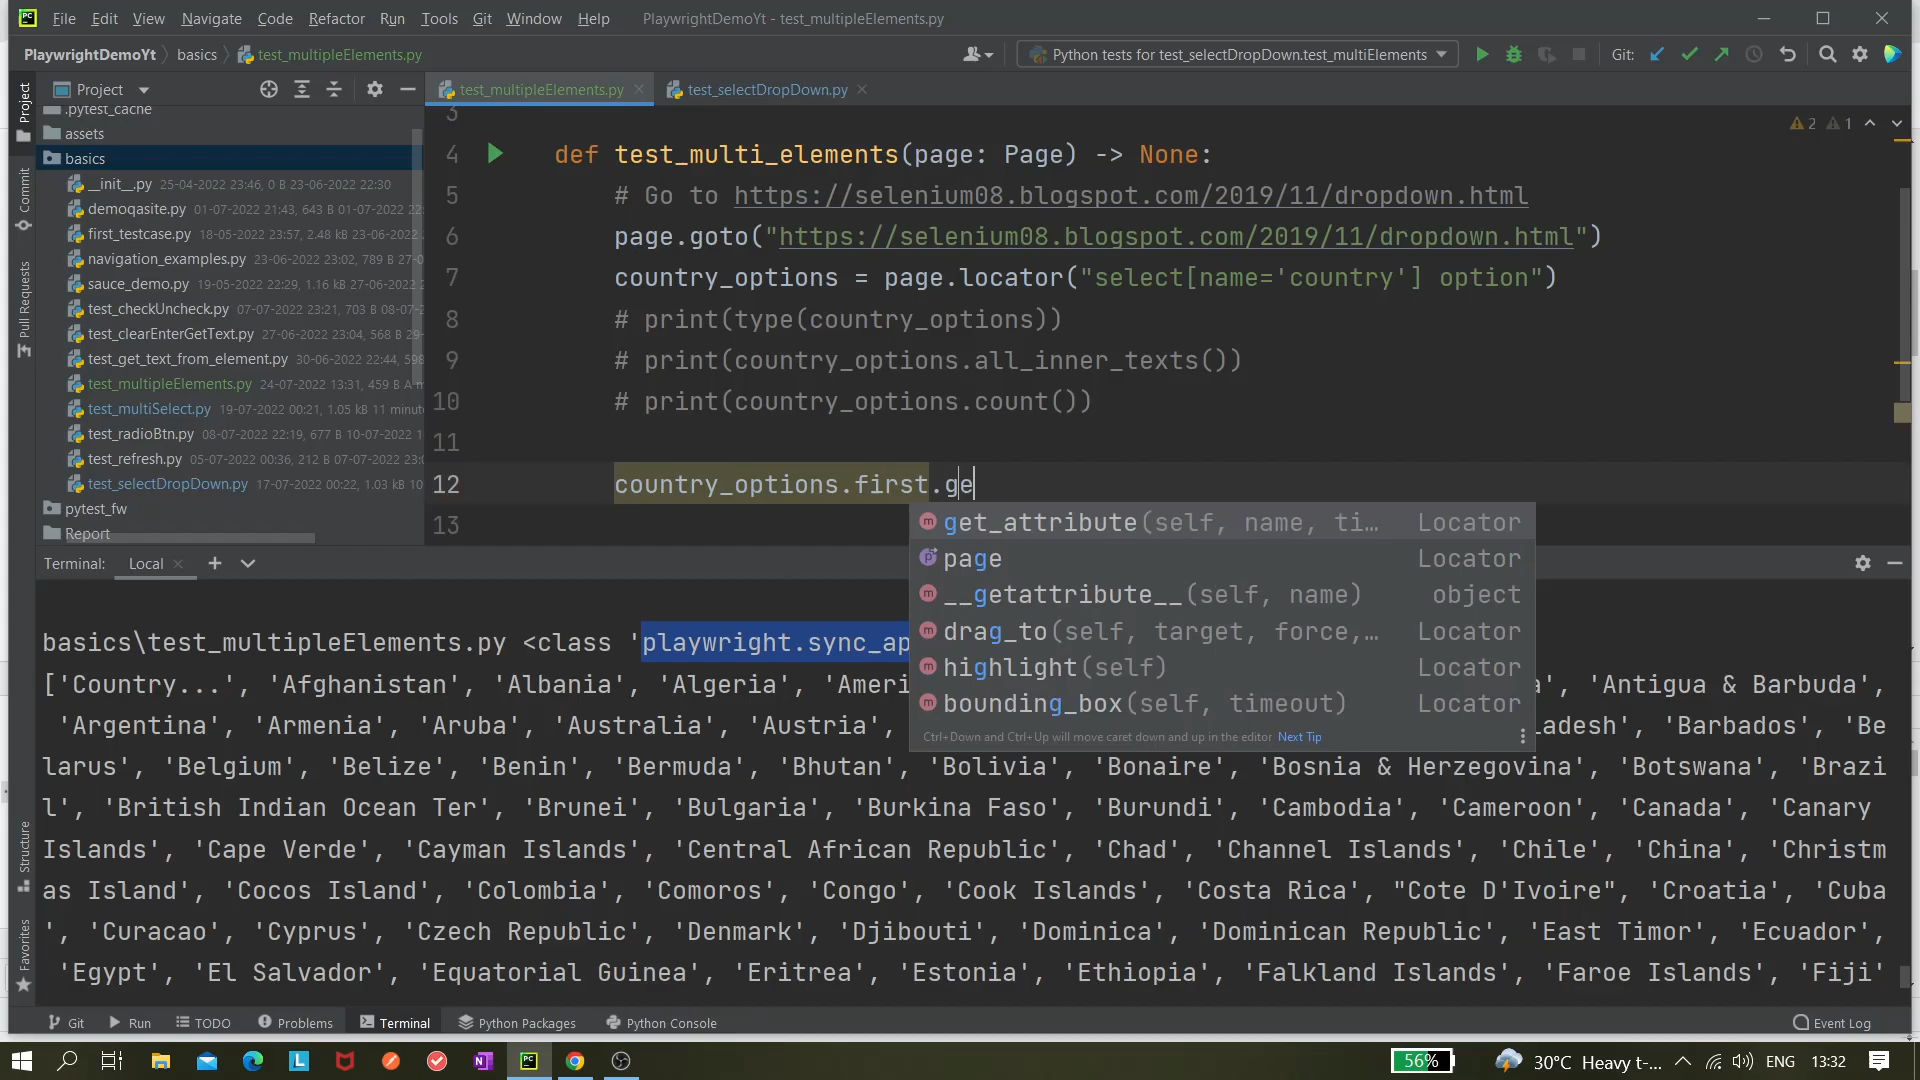 File Edit View Navigate Code Refactor Run Tools Git Window Help PlaywrightDemoYt - test_multipleElements.py
PlaywrightDemoYt basics test_multipleElements.py Python tests for test_selectDropDown.test_multiElements Git:
Project
test_multipleElements.py test_selectDropDown.py
.pytest_cache
assets
basics
__init__.py 25-04-2022 23:46, 0 B 23-06-2022 22:30
demoqasite.py 01-07-2022 21:43, 643 B 01-07-2022 22:
first_testcase.py 18-05-2022 23:57, 2.48 kB 23-06-2022
navigation_examples.py 23-06-2022 23:02, 789 B 27-0
sauce_demo.py 19-05-2022 22:29, 1.16 kB 27-06-2022
test_checkUncheck.py 07-07-2022 23:21, 703 B 08-07-2
test_clearEnterGetText.py 27-06-2022 23:04, 568 B 29-
test_get_text_from_element.py 30-06-2022 22:44, 598
test_multipleElements.py 24-07-2022 13:31, 459 B A m
test_multiSelect.py 19-07-2022 00:21, 1.05 kB 11 minute
test_radioBtn.py 08-07-2022 22:19, 677 B 10-07-2022 1
test_refresh.py 05-07-2022 00:36, 212 B 07-07-2022 23:0
test_selectDropDown.py 17-07-2022 00:22, 1.03 kB 10
pytest_fw
Report
Project
Commit
Pull Requests
Structure
Favorites
2 1
3
4 def test_multi_elements(page: Page) -> None:
5 # Go to https://selenium08.blogspot.com/2019/11/dropdown.html
6 page.goto("https://selenium08.blogspot.com/2019/11/dropdown.html")
7 country_options = page.locator("select[name='country'] option")
8 # print(type(country_options))
9 # print(country_options.all_inner_texts())
10 # print(country_options.count())
11
12 country_options.first.ge
13
get_attribute(self, name, ti… Locator
page Locator
__getattribute__(self, name) object
drag_to(self, target, force,… Locator
highlight(self) Locator
bounding_box(self, timeout) Locator
Ctrl+Down and Ctrl+Up will move caret down and up in the editor Next Tip
Terminal: Local
basics\test_multipleElements.py <class 'playwright.sync_ap
['Country...', 'Afghanistan', 'Albania', 'Algeria', 'Ameri a', 'Antigua & Barbuda',
'Argentina', 'Armenia', 'Aruba', 'Australia', 'Austria', ladesh', 'Barbados', 'Be
larus', 'Belgium', 'Belize', 'Benin', 'Bermuda', 'Bhutan', 'Bolivia', 'Bonaire', 'Bosnia & Herzegovina', 'Botswana', 'Brazi
l', 'British Indian Ocean Ter', 'Brunei', 'Bulgaria', 'Burkina Faso', 'Burundi', 'Cambodia', 'Cameroon', 'Canada', 'Canary
Islands', 'Cape Verde', 'Cayman Islands', 'Central African Republic', 'Chad', 'Channel Islands', 'Chile', 'China', 'Christm
as Island', 'Cocos Island', 'Colombia', 'Comoros', 'Congo', 'Cook Islands', 'Costa Rica', "Cote D'Ivoire", 'Croatia', 'Cuba
', 'Curacao', 'Cyprus', 'Czech Republic', 'Denmark', 'Djibouti', 'Dominica', 'Dominican Republic', 'East Timor', 'Ecuador',
'Egypt', 'El Salvador', 'Equatorial Guinea', 'Eritrea', 'Estonia', 'Ethiopia', 'Falkland Islands', 'Faroe Islands', 'Fiji'
Git Run TODO Problems Terminal Python Packages Python Console Event Log
56% 30°C Heavy t-... ENG 13:32